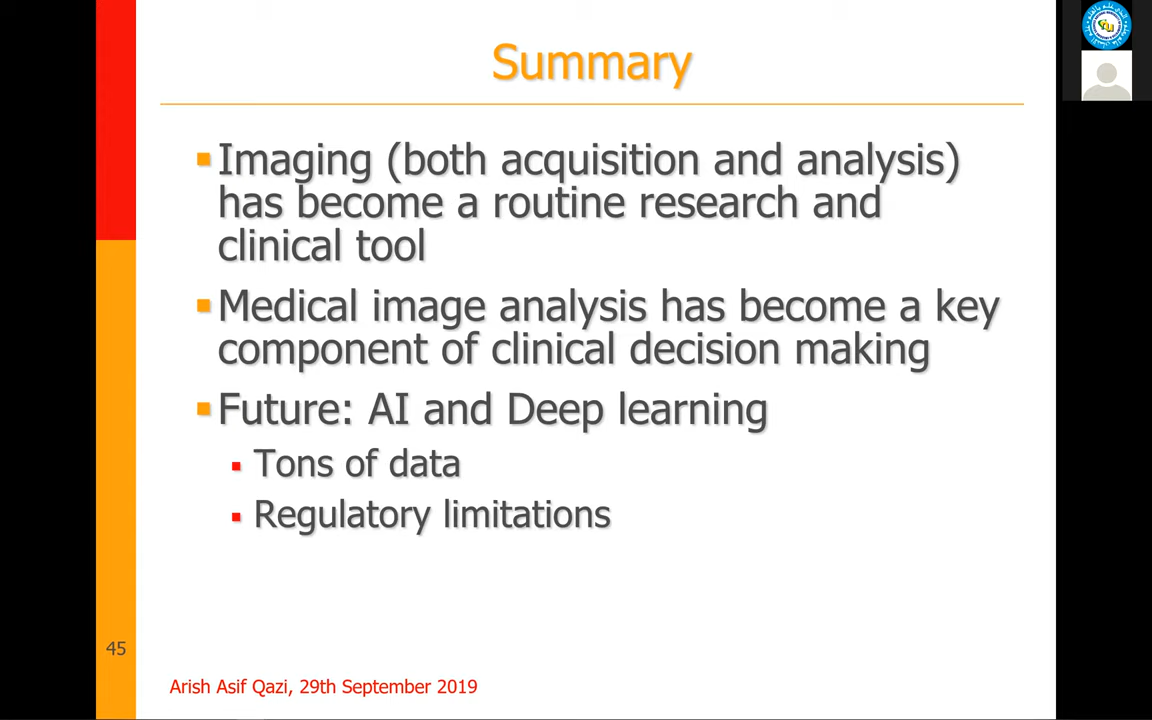 Summary
Imaging (both acquisition and analysis)
has become a routine research and
clinical tool
Medical image analysis has become a key
component of clinical decision making
Future: AI and Deep learning
Tons of data
Regulatory limitations
45
Arish Asif Qazi, 29th September 2019